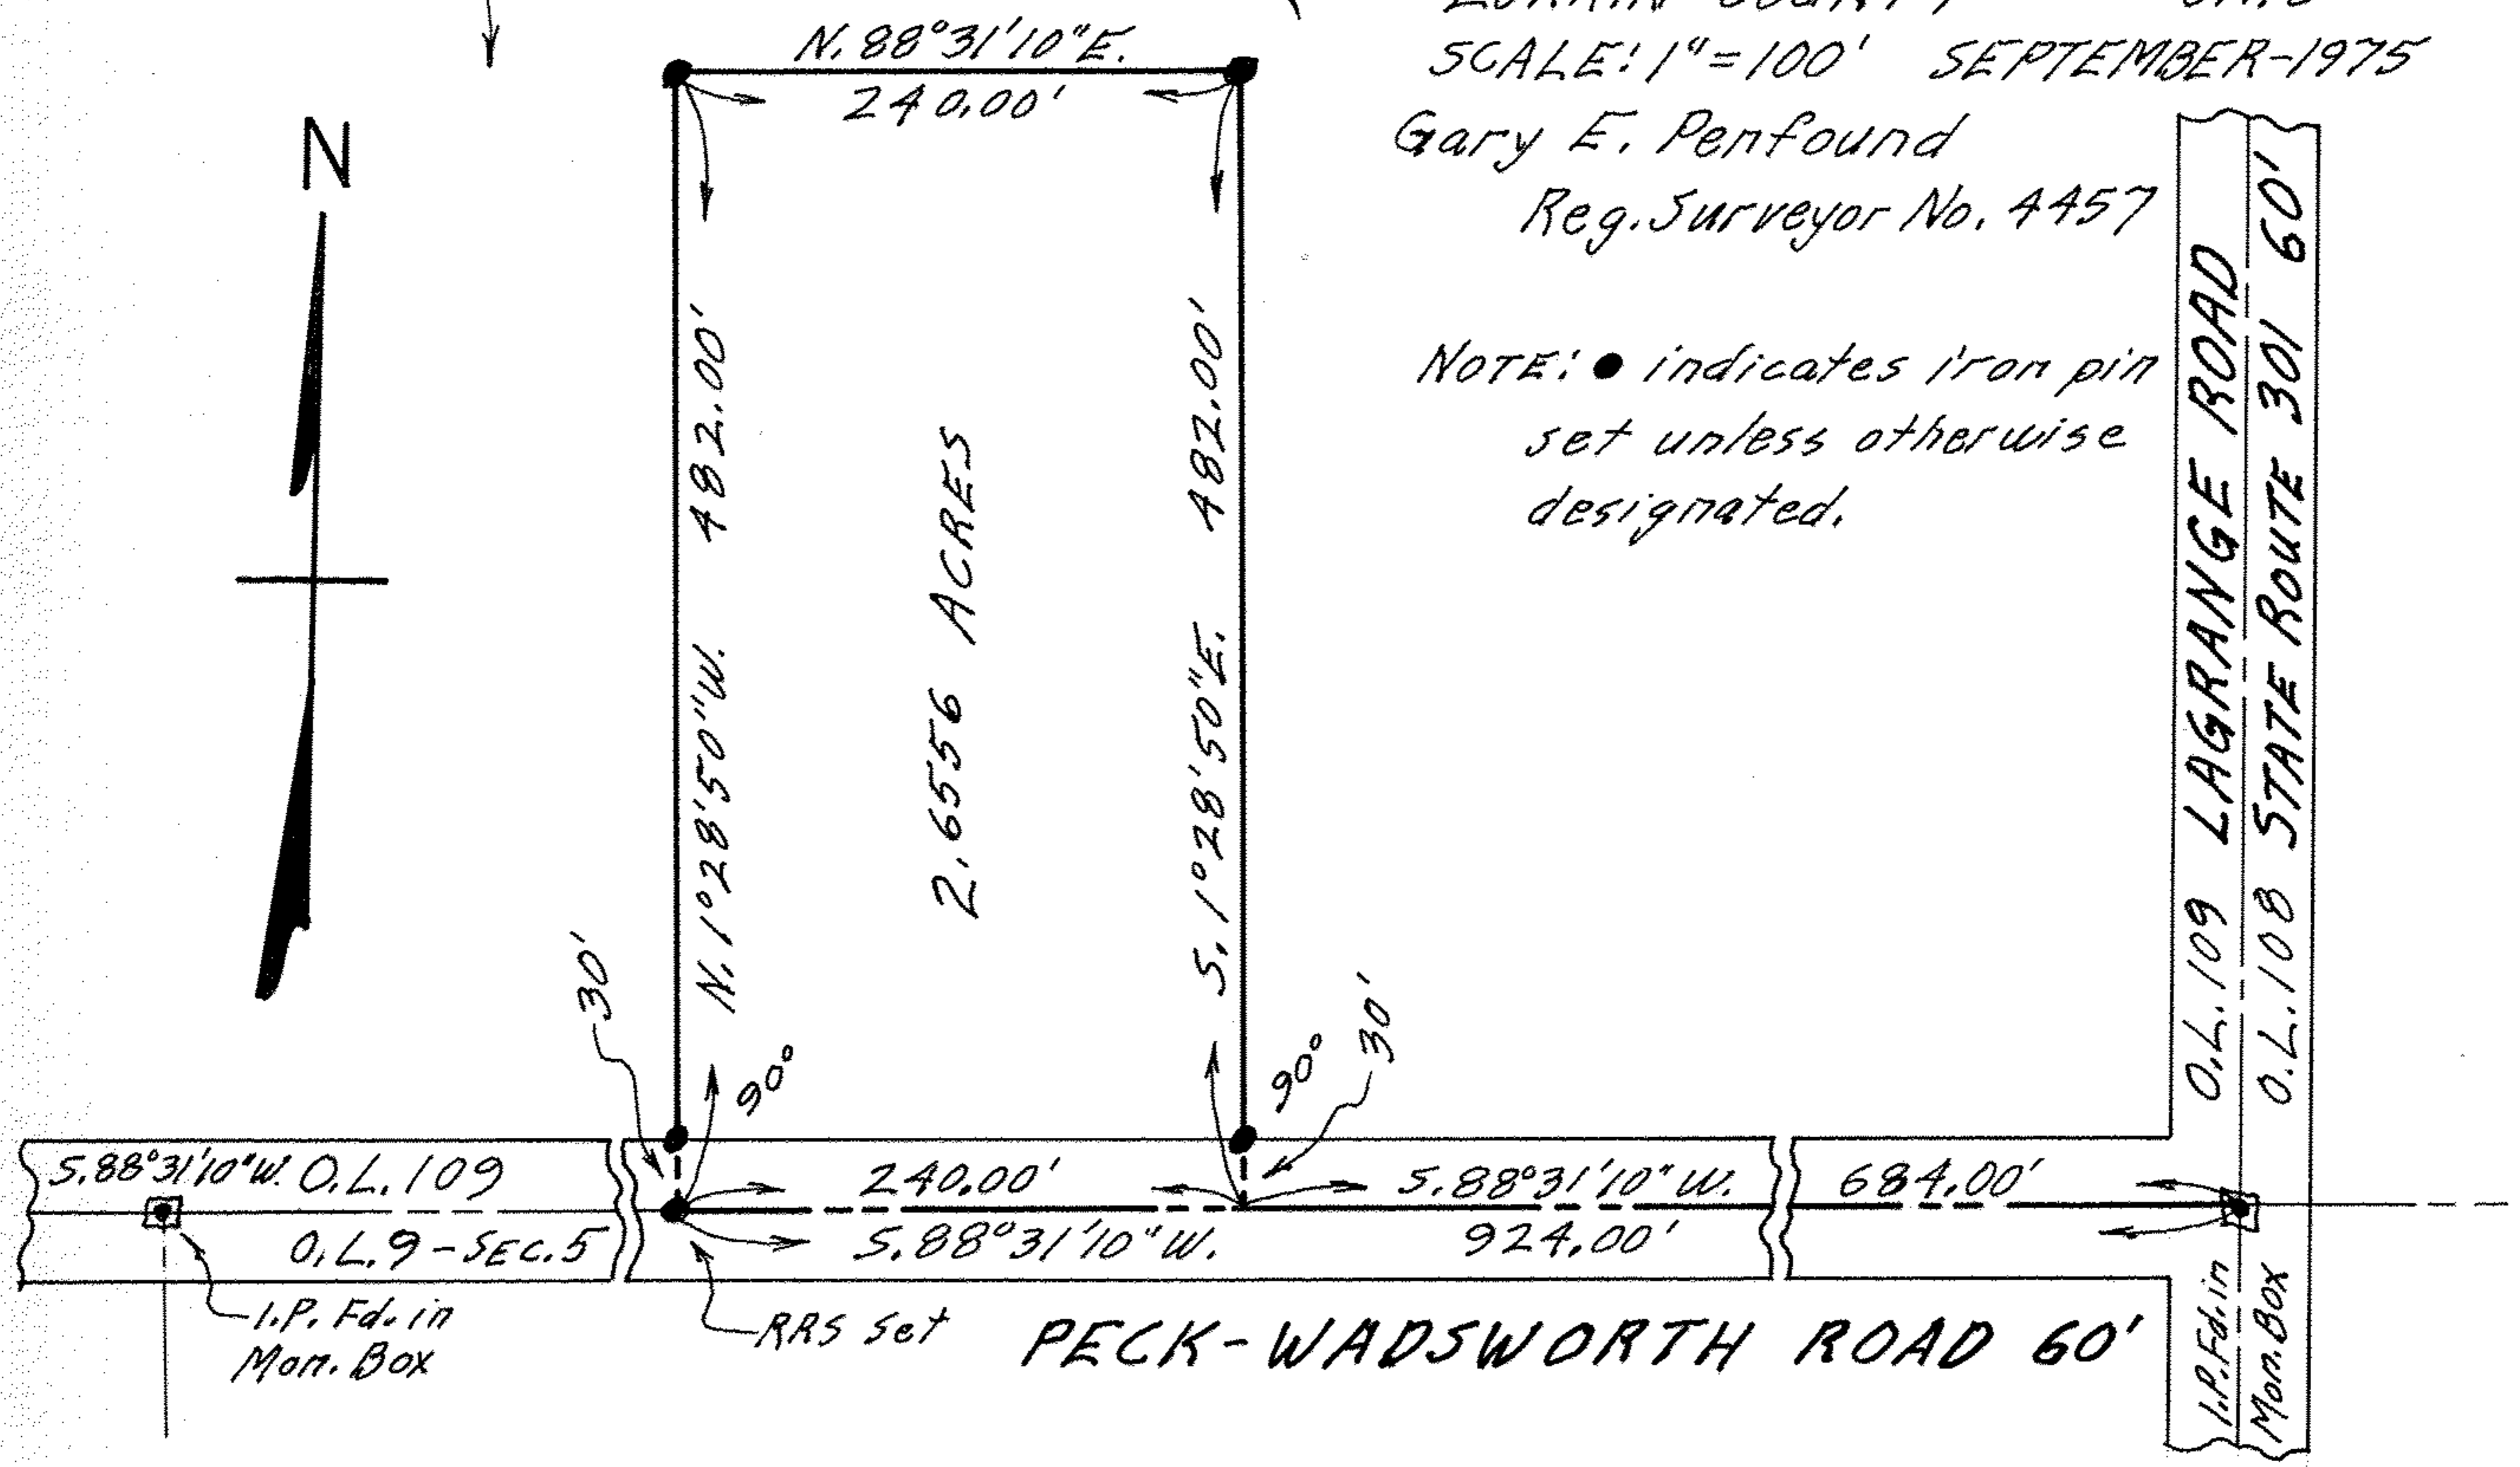 SCALE: 1"=100' SEPTEMBER-1975
Gary E. Penfound
Reg. Surveyor No. 4457
N. 88°31'10"E.
240.00'
N
N. 1°28'50"W. 482.00'
2.6556 ACRES
S. 1°28'50"E. 482.00'
NOTE: ● indicates iron pin
set unless otherwise
designated.
O.L. 109 LAGRANGE ROAD
O.L. 108 STATE ROUTE 301 60'
30'
90°
90°
30'
S.88°31'10"W. O.L. 109
240.00'
S.88°31'10"W.
684.00'
O.L. 9-SEC. 5
S.88°31'10"W.
924.00'
I.P. Fd. in
Mon. Box
RRS Set
PECK-WADSWORTH ROAD 60'
I.P. Fd. in
Mon. Box